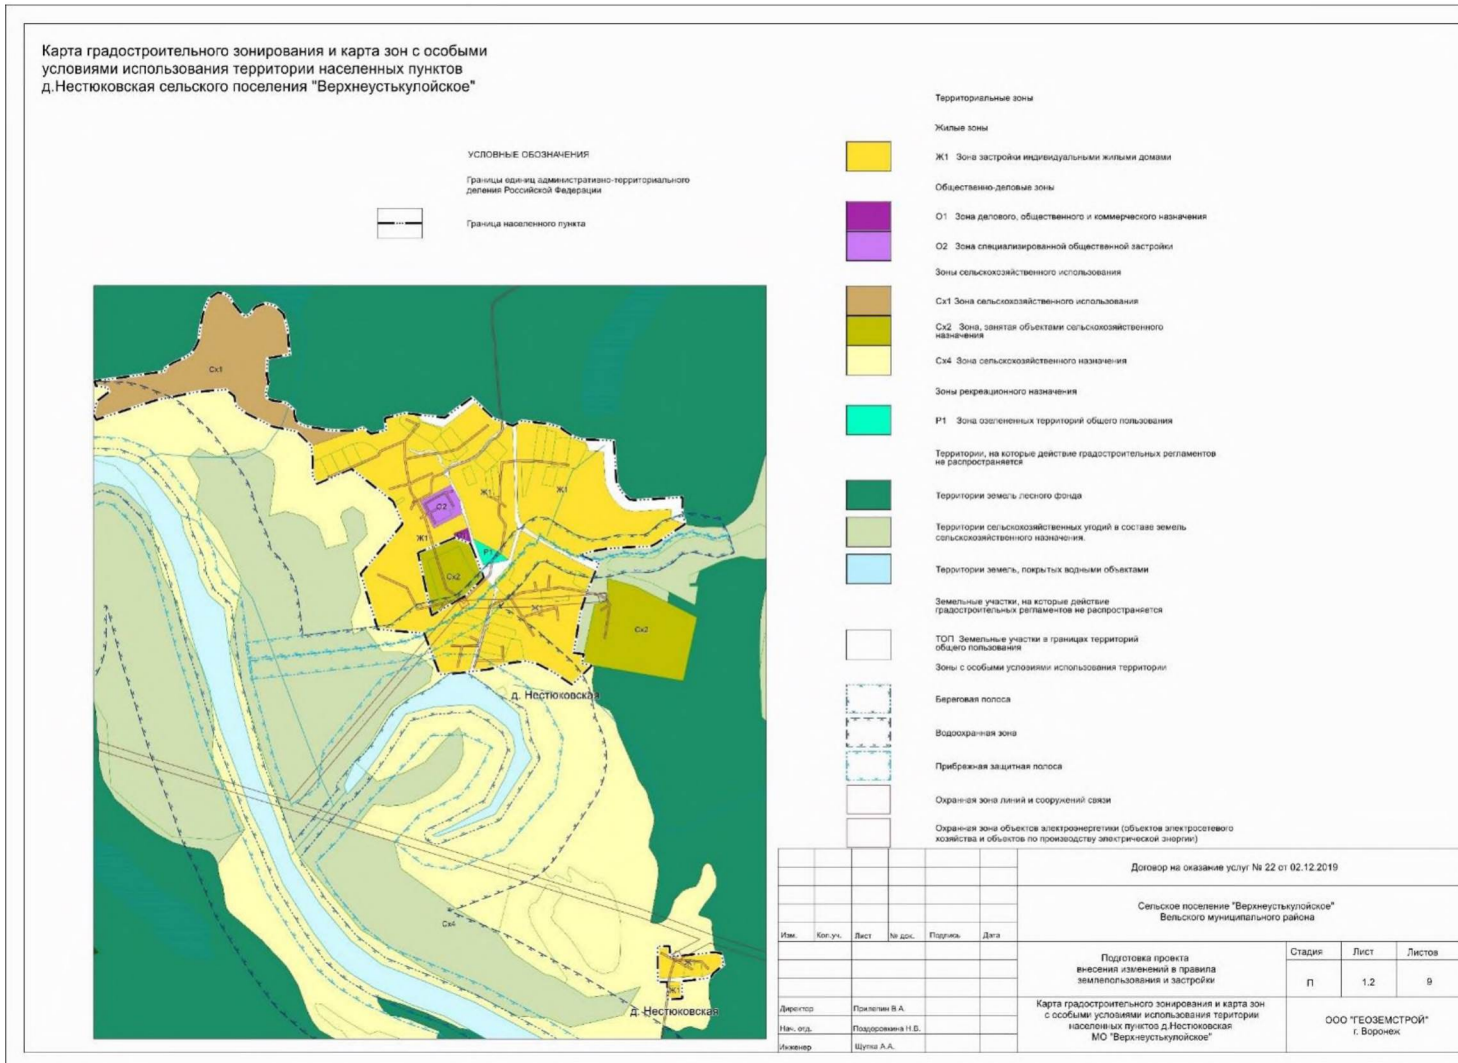 Карта градостроительного зонирования и карта зон с особыми
условиями использования территории населенных пунктов
д.Нестюковская сельского поселения "Верхнеустькулойское"
УСЛОВНЫЕ ОБОЗНАЧЕНИЯ
Границы единиц административно-территориального
деления Российской Федерации
Граница населенного пункта
Территориальные зоны
Жилые зоны
Ж1 Зона застройки индивидуальными жилыми домами
Общественно-деловые зоны
О1 Зона делового, общественного и коммерческого назначения
О2 Зона специализированной общественной застройки
Зоны сельскохозяйственного использования
Сх1 Зона сельскохозяйственного использования
Сх2 Зона, занятая объектами сельскохозяйственного
назначения
Сх4 Зона сельскохозяйственного назначения
Зоны рекреационного назначения
Р1 Зона озелененных территорий общего пользования
Территории, на которые действие градостроительных регламентов
не распространяется
Территории земель лесного фонда
Территории сельскохозяйственных угодий в составе земель
сельскохозяйственного назначения.
Территории земель, покрытых водными объектами
Земельные участки, на которые действие
градостроительных регламентов не распространяется
ТОП Земельные участки в границах территорий
общего пользования
Зоны с особыми условиями использования территории
Береговая полоса
Водоохранная зона
Прибрежная защитная полоса
Охранная зона линий и сооружений связи
Охранная зона объектов электроэнергетики (объектов электросетевого
хозяйства и объектов по производству электрической энергии)
Сх1
О2
Ж1
Ж1
Ж1
Р1
Сх2
Сх2
д. Нестюковская
Сх4
Ж1
д. Нестюковская
Договор на оказание услуг № 22 от 02.12.2019
Сельское поселение "Верхнеустькулойское"
Вельского муниципального района
Изм. Кол.уч. Лист № док. Подпись Дата
Подготовка проекта
внесения изменений в правила
землепользования и застройки
Стадия Лист Листов
П 1.2 9
Директор Прилепин В.А.
Нач. отд. Поздоровкина Н.В.
Инженер Щутка А.А.
Карта градостроительного зонирования и карта зон
с особыми условиями использования територии
населенных пунктов д.Нестюковская
МО "Верхнеустькулойское"
ООО "ГЕОЗЕМСТРОЙ"
г. Воронеж